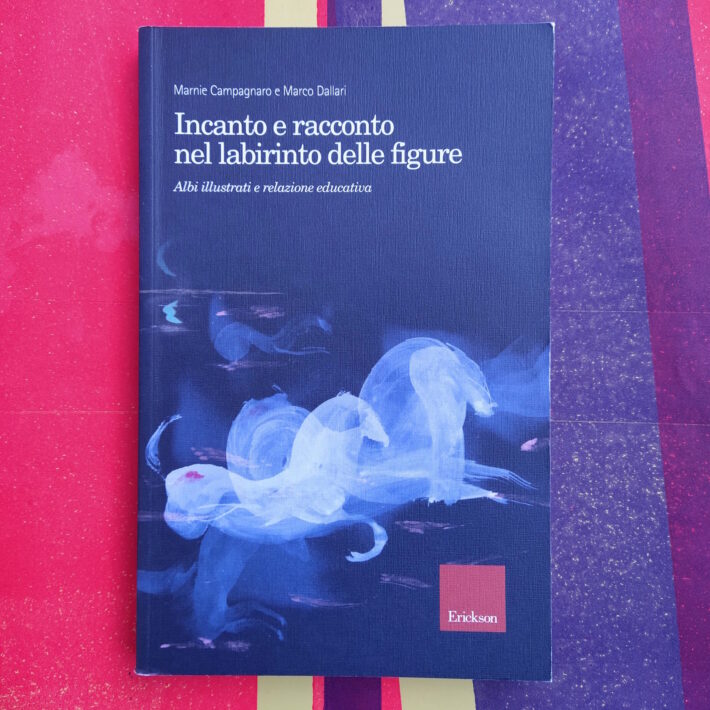 Marnie Campagnaro e Marco Dallari
Incanto e racconto
nel labirinto delle figure
Albi illustrati e relazione educativa
Erickson